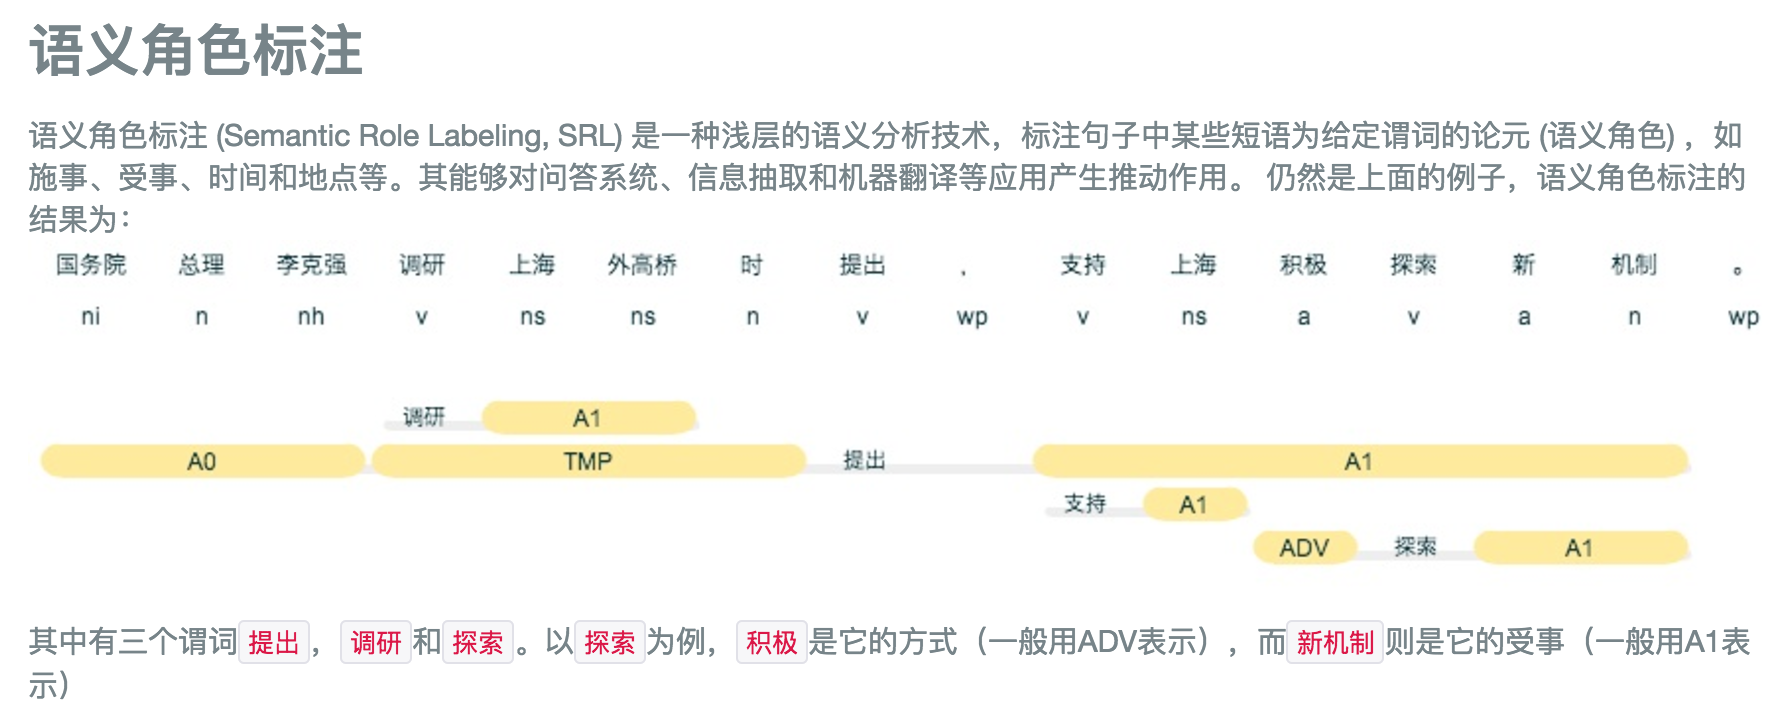 语义角色标注
语义角色标注 (Semantic Role Labeling, SRL) 是一种浅层的语义分析技术，标注句子中某些短语为给定谓词的论元 (语义角色) ，如
施事、受事、时间和地点等。其能够对问答系统、信息抽取和机器翻译等应用产生推动作用。 仍然是上面的例子，语义角色标注的
结果为：
国务院 总理 李克强 调研 上海 外高桥 时 提出 ， 支持 上海 积极 探索 新 机制 。
ni n nh v ns ns n v wp v ns a v a n wp
调研 A1
A0 TMP 提出 A1
支持 A1
ADV 探索 A1
其中有三个谓词 提出 ， 调研 和 探索 。以 探索 为例， 积极 是它的方式（一般用ADV表示），而 新机制 则是它的受事（一般用A1表
示）